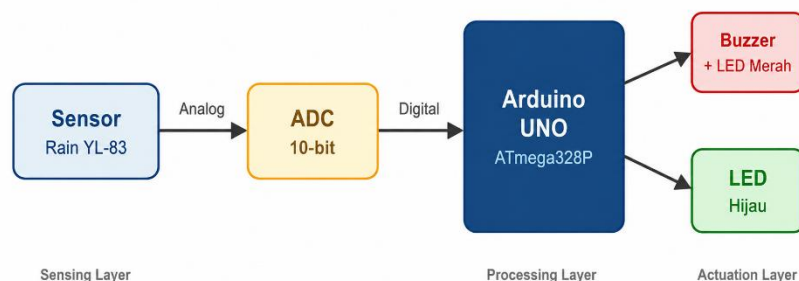 Sensor
Rain YL-83
Analog
ADC
10-bit
Digital
Arduino
UNO
ATmega328P
Buzzer
+ LED Merah
LED
Hijau
Sensing Layer
Processing Layer
Actuation Layer